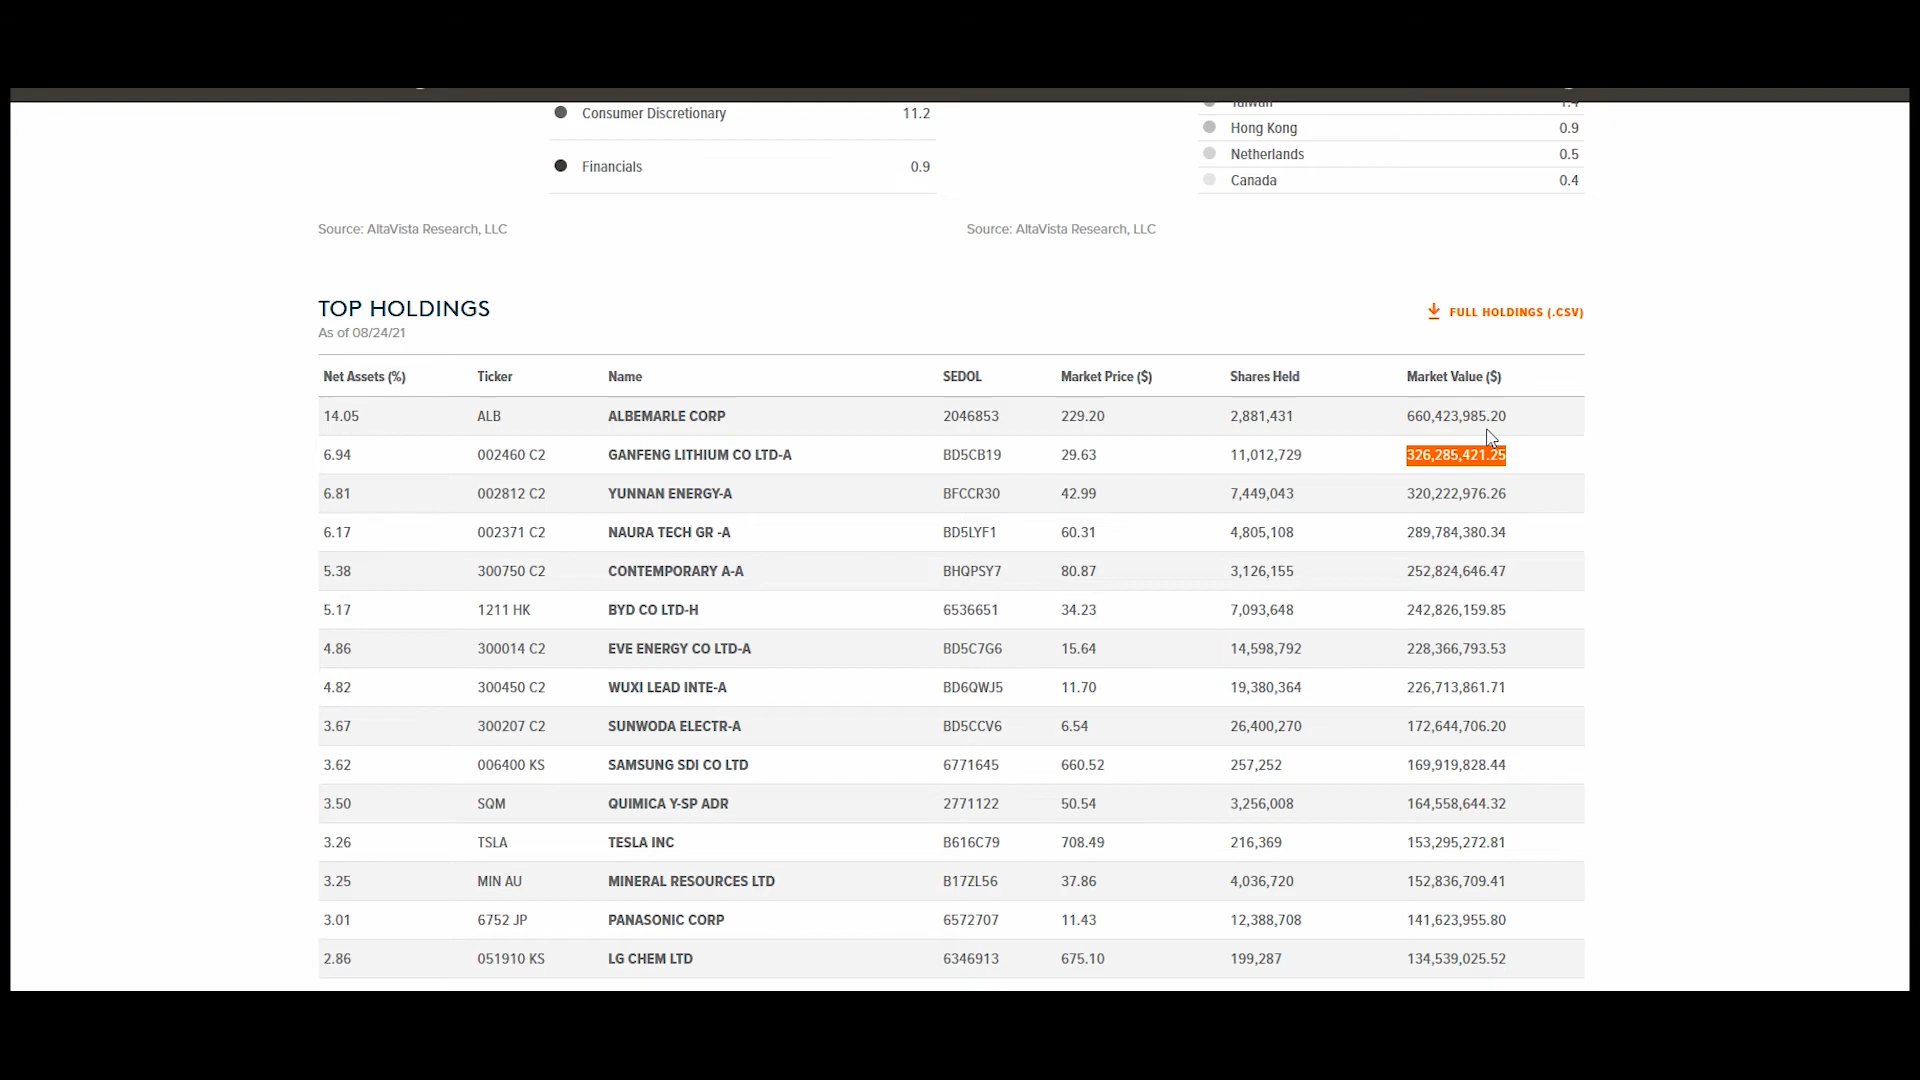 Consumer Discretionary 11.2
Financials 0.9
Hong Kong 0.9
Netherlands 0.5
Canada 0.4
Source: AltaVista Research, LLC
Source: AltaVista Research, LLC
TOP HOLDINGS
As of 08/24/21
FULL HOLDINGS (.CSV)
Net Assets (%) Ticker Name SEDOL Market Price ($) Shares Held Market Value ($)
14.05 ALB ALBEMARLE CORP 2046853 229.20 2,881,431 660,423,985.20
6.94 002460 C2 GANFENG LITHIUM CO LTD-A BD5CB19 29.63 11,012,729 326,285,421.25
6.81 002812 C2 YUNNAN ENERGY-A BFCCR30 42.99 7,449,043 320,222,976.26
6.17 002371 C2 NAURA TECH GR -A BD5LYF1 60.31 4,805,108 289,784,380.34
5.38 300750 C2 CONTEMPORARY A-A BHQPSY7 80.87 3,126,155 252,824,646.47
5.17 1211 HK BYD CO LTD-H 6536651 34.23 7,093,648 242,826,159.85
4.86 300014 C2 EVE ENERGY CO LTD-A BD5C7G6 15.64 14,598,792 228,366,793.53
4.82 300450 C2 WUXI LEAD INTE-A BD6QWJ5 11.70 19,380,364 226,713,861.71
3.67 300207 C2 SUNWODA ELECTR-A BD5CCV6 6.54 26,400,270 172,644,706.20
3.62 006400 KS SAMSUNG SDI CO LTD 6771645 660.52 257,252 169,919,828.44
3.50 SQM QUIMICA Y-SP ADR 2771122 50.54 3,256,008 164,558,644.32
3.26 TSLA TESLA INC B616C79 708.49 216,369 153,295,272.81
3.25 MIN AU MINERAL RESOURCES LTD B17ZL56 37.86 4,036,720 152,836,709.41
3.01 6752 JP PANASONIC CORP 6572707 11.43 12,388,708 141,623,955.80
2.86 051910 KS LG CHEM LTD 6346913 675.10 199,287 134,539,025.52